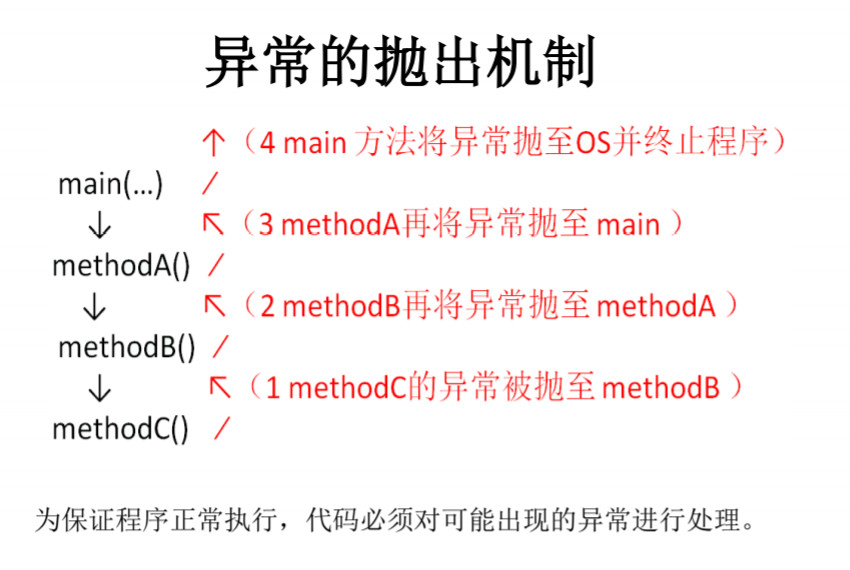 异常的抛出机制
↑（4 main 方法将异常抛至OS并终止程序）
main(...) /
↓ ↖（3 methodA再将异常抛至 main ）
methodA() /
↓ ↖（2 methodB再将异常抛至 methodA ）
methodB() /
↓ ↖（1 methodC的异常被抛至 methodB ）
methodC() /
为保证程序正常执行，代码必须对可能出现的异常进行处理。